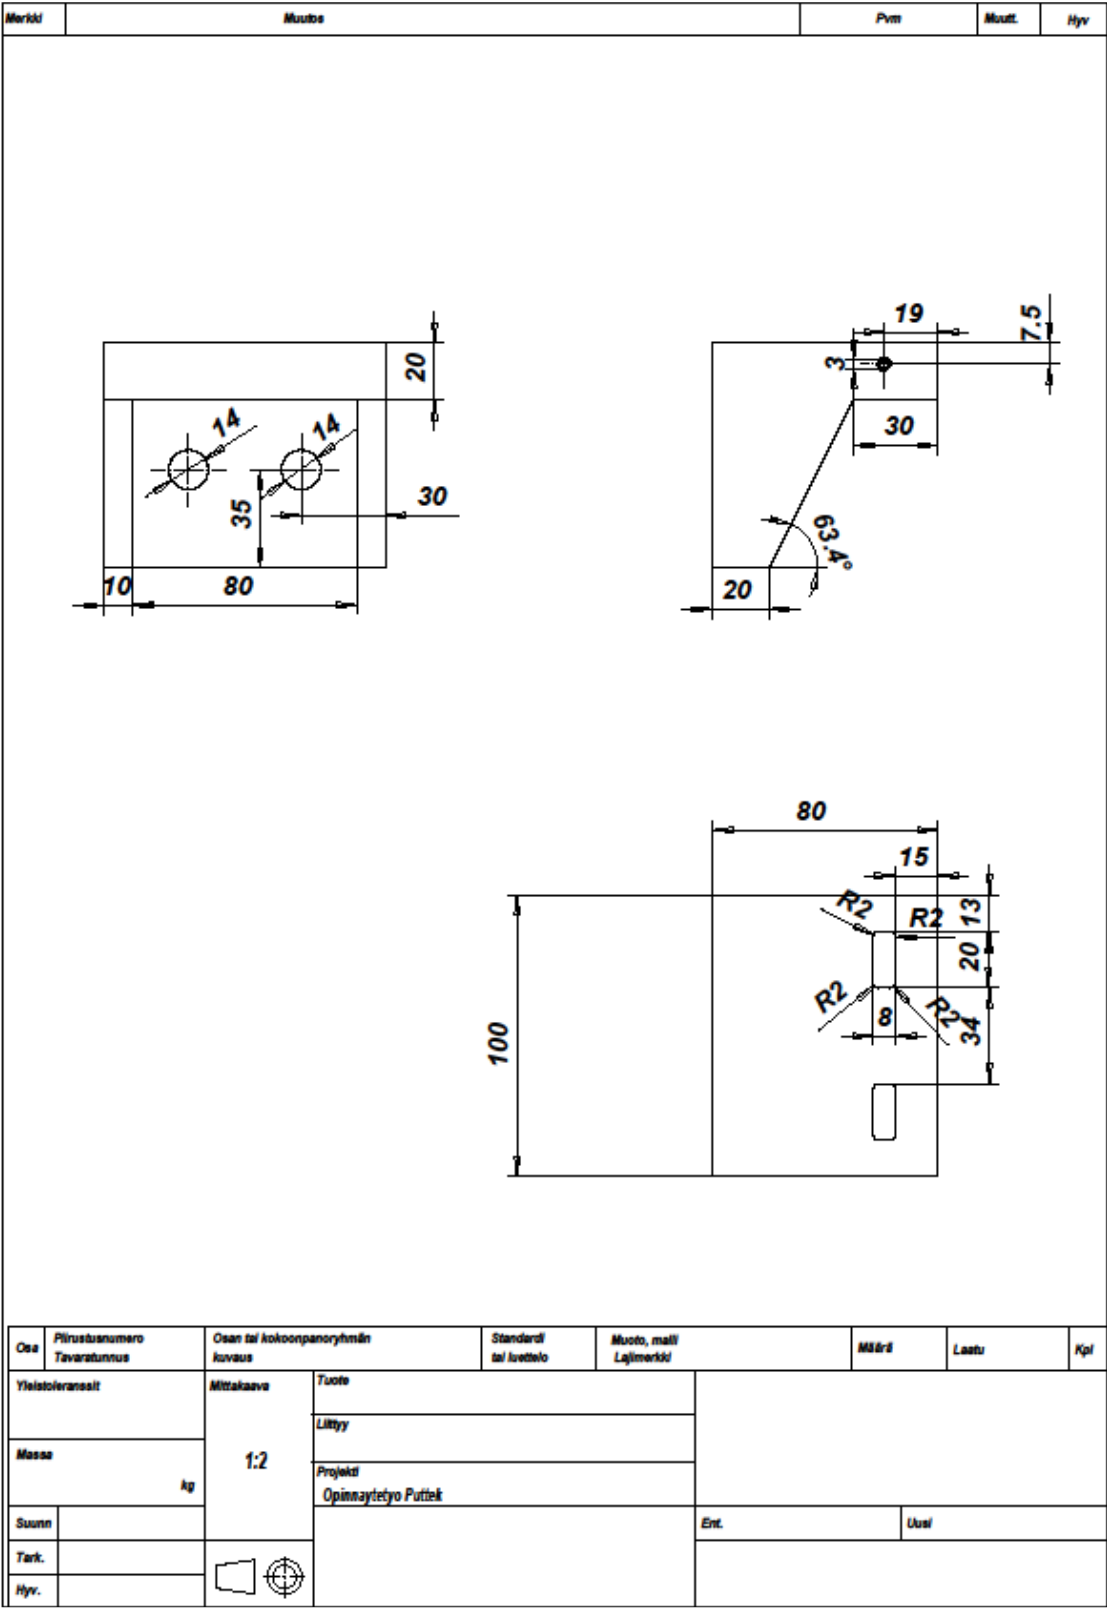 Merkki Muutos Pvm Muutt. Hyv
20
14 14
35
30
10 80
19
7.5
3
30
63.4°
20
80
15
R2 R2 13
20
R2 8 R2
34
100
Osa Piirustusnumero Osan tai kokoonpanoryhmän Standardi Muoto, malli Määrä Laatu Kpl
Tavaratunnus kuvaus tai luettelo Lajimerkki
Yleistoleranssit Mittakaava Tuote
Liittyy
Massa 1:2
kg
Projekti
Opinnaytetyo Puttek
Suunn Ent. Uusi
Tark.
Hyv.